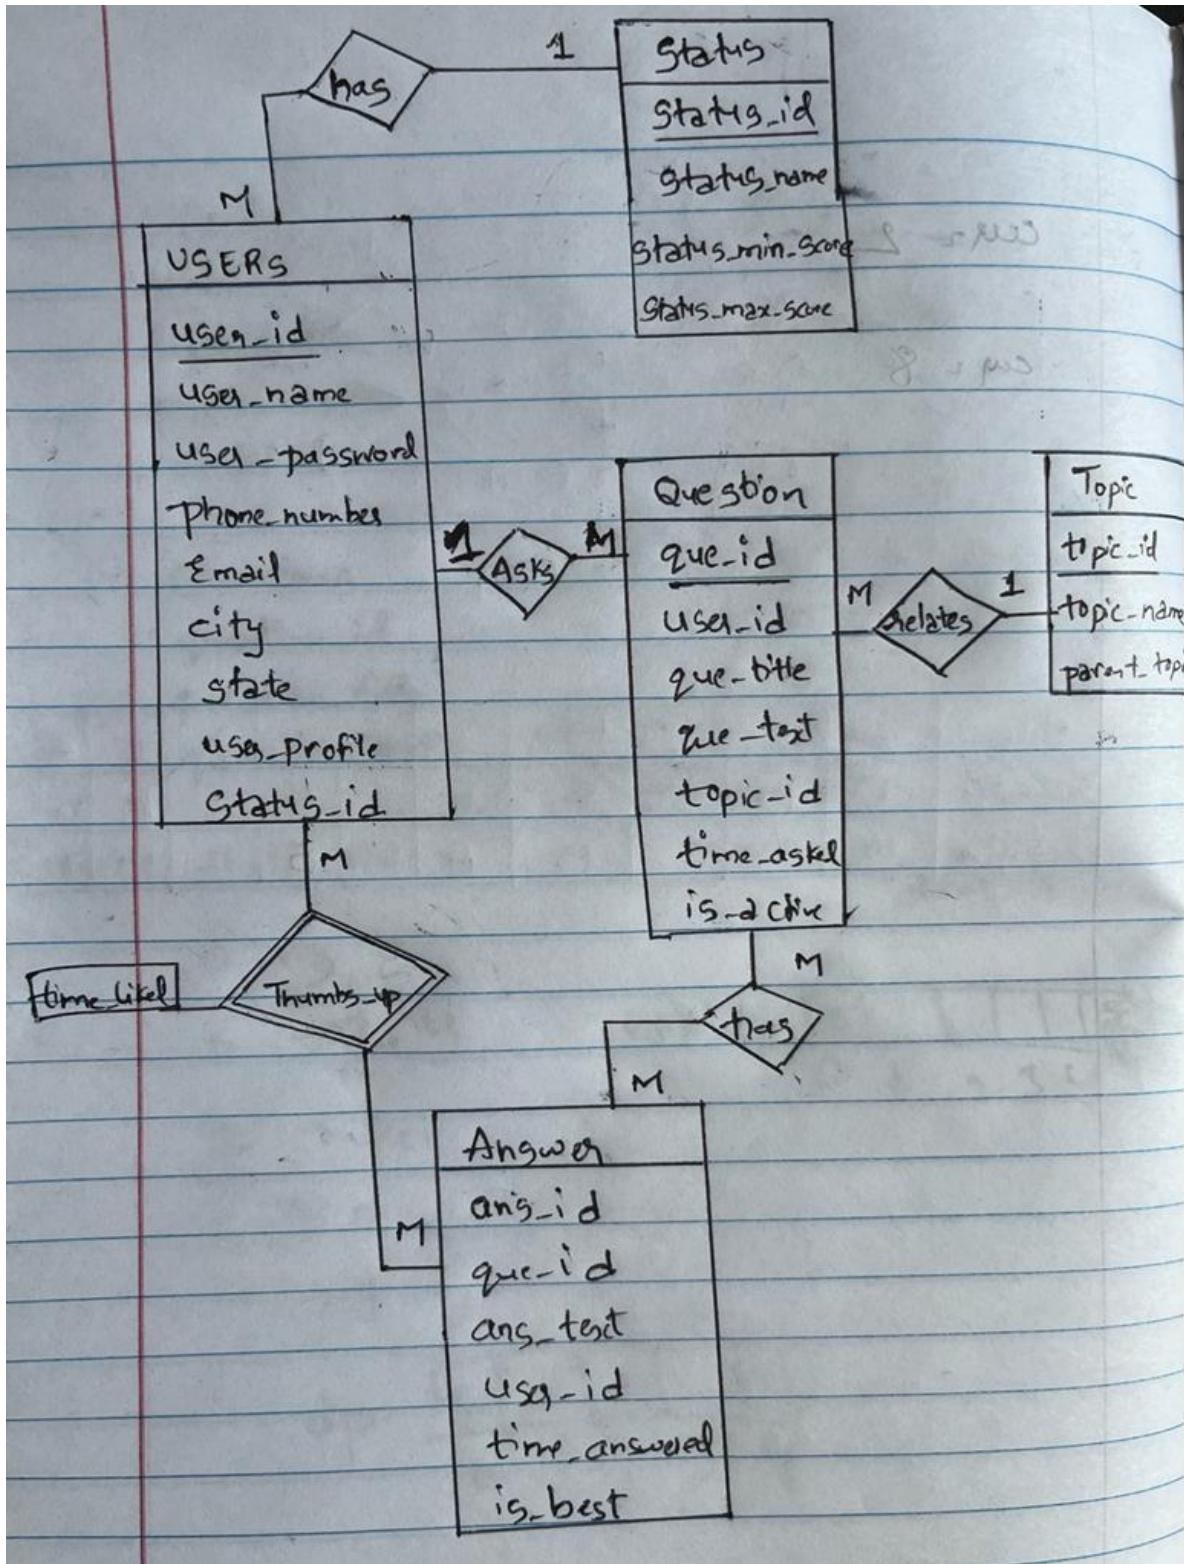 has
1
Status
Status_id
Status_name
Status_min_score
Status_max_score
M
USERS
user_id
user_name
user_password
phone_number
Email
city
state
user_profile
Status_id
1
Asks
M
Question
que_id
user_id
que_title
que_text
topic_id
time_asked
is_active
M
relates
1
Topic
topic_id
topic_name
M
Thumbs_up
time_liked
M
has
M
M
Answer
ans_id
que_id
ans_text
user_id
time_answered
is_best